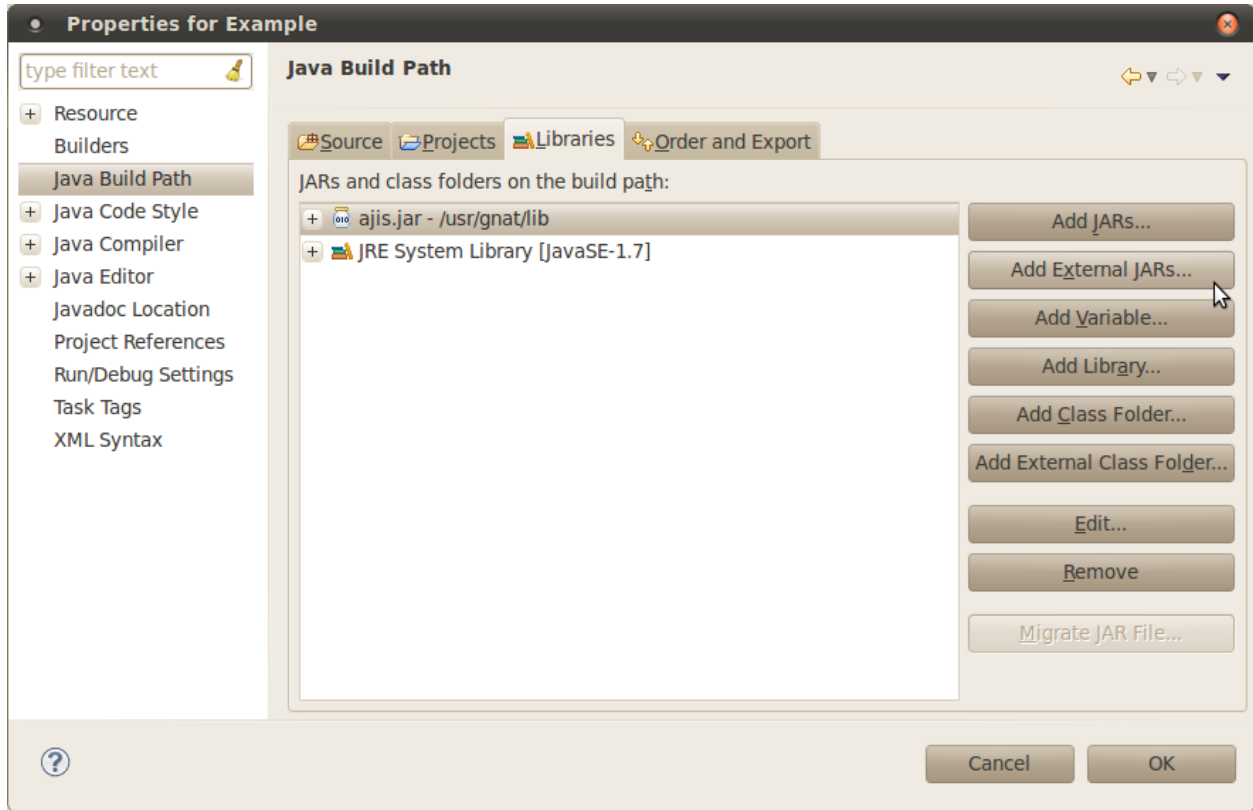 Properties for Example
type filter text
Resource
Builders
Java Build Path
Java Code Style
Java Compiler
Java Editor
Javadoc Location
Project References
Run/Debug Settings
Task Tags
XML Syntax
Java Build Path
Source Projects Libraries Order and Export
JARs and class folders on the build path:
ajis.jar - /usr/gnat/lib
JRE System Library [JavaSE-1.7]
Add JARs...
Add External JARs...
Add Variable...
Add Library...
Add Class Folder...
Add External Class Folder...
Edit...
Remove
Migrate JAR File...
Cancel OK